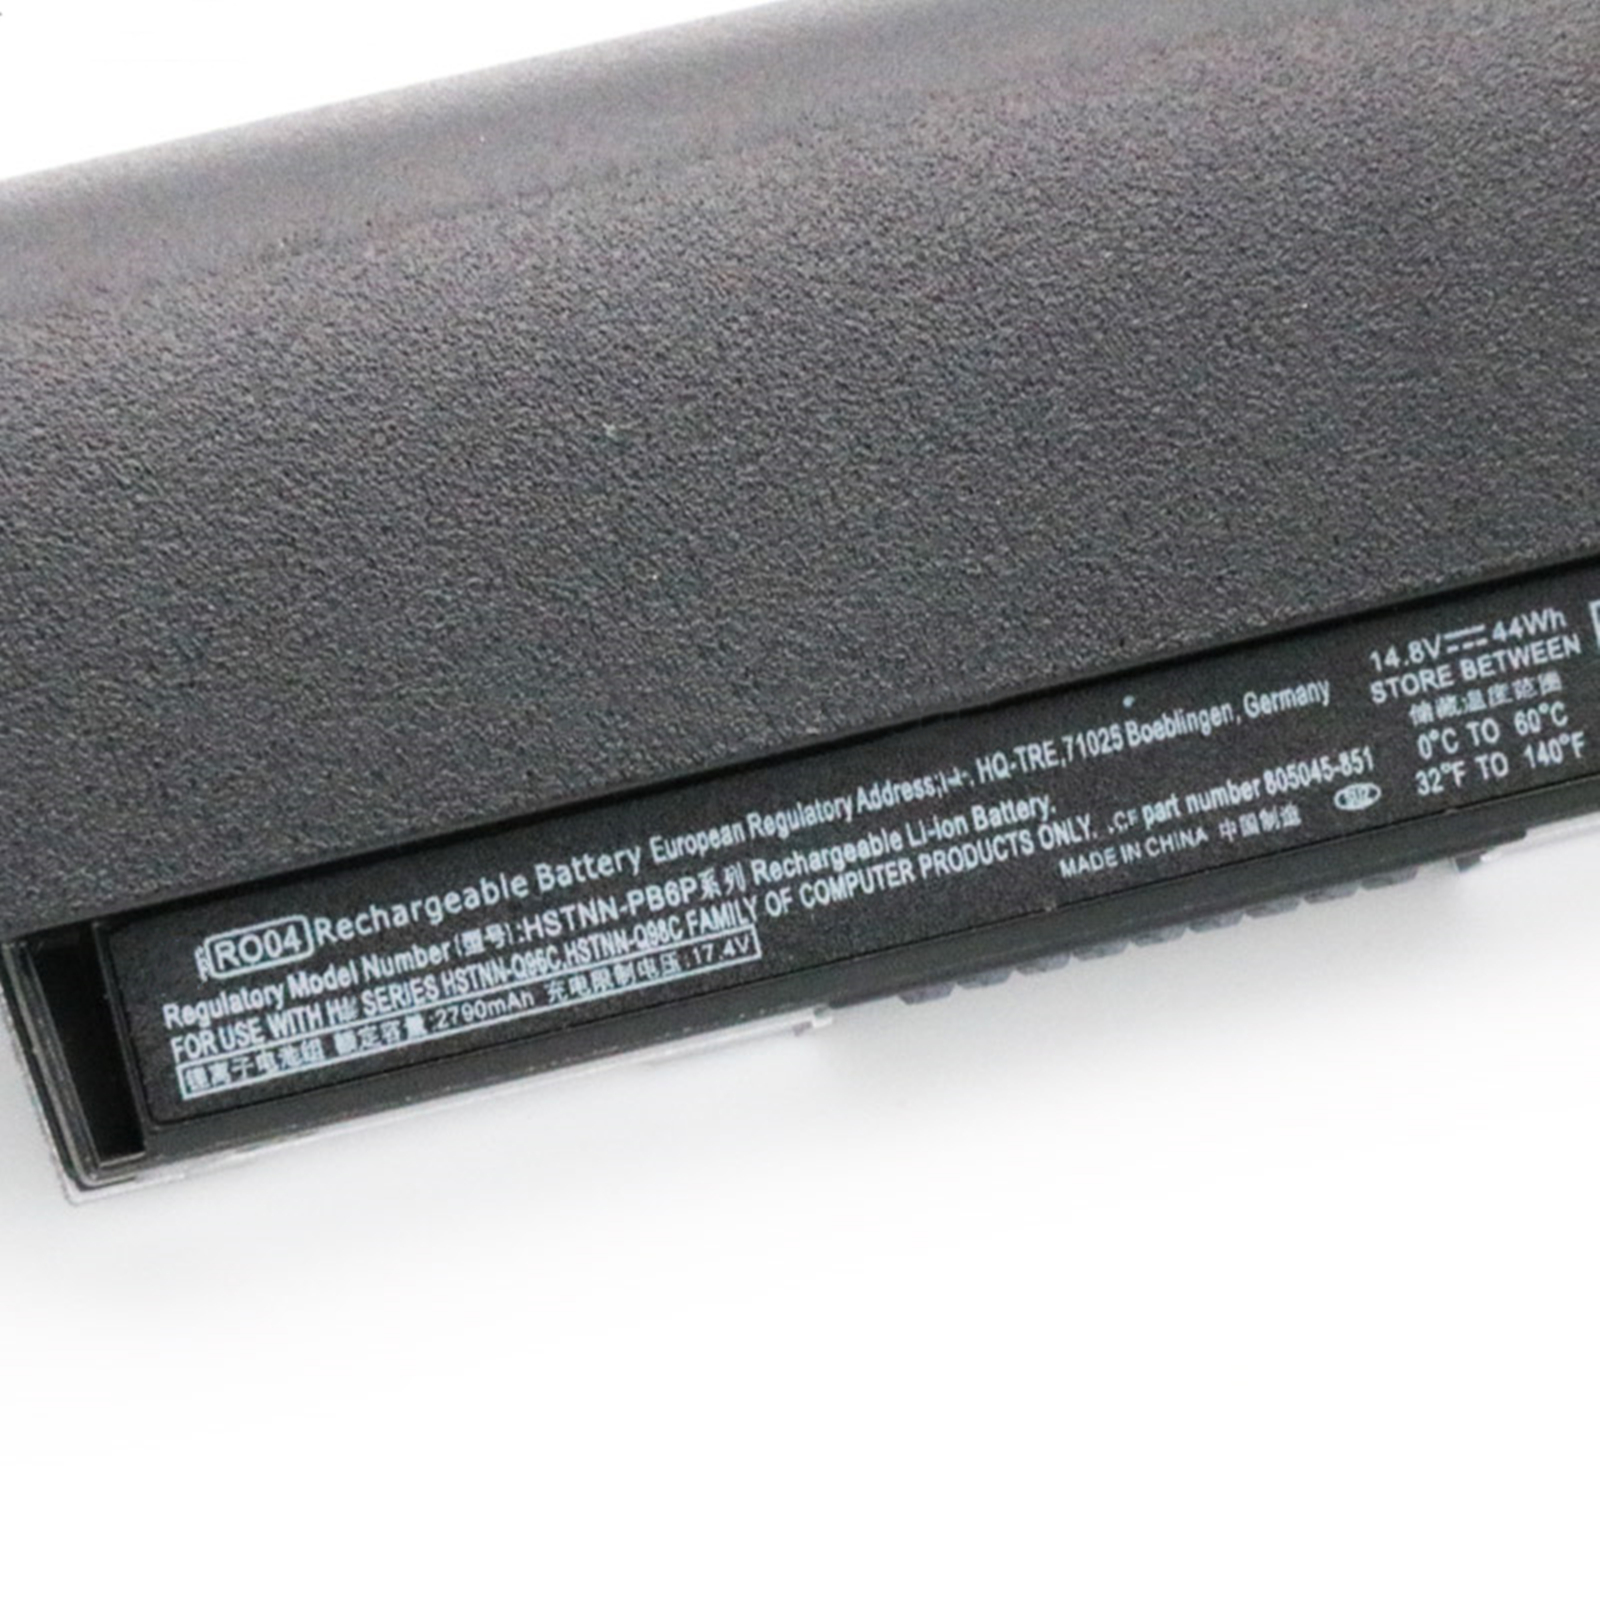 RO04 Rechargeable Battery European Regulatory Address: HQ-TRE,71025 Boeblingen, Germany
Regulatory Model Number(型号):HSTNN-PB6P系列 Rechargeable Li-ion Battery.
FOR USE WITH SERIES HSTNN-Q96C,HSTNN-Q98C FAMILY OF COMPUTER PRODUCTS ONLY. part number 805045-851
锂离子电池组 额定容量:2790mAh 充电限制电压:17.4V
MADE IN CHINA 中国制造
14.8V 44Wh
STORE BETWEEN
储藏温度范围
0°C TO 60°C
32°F TO 140°F